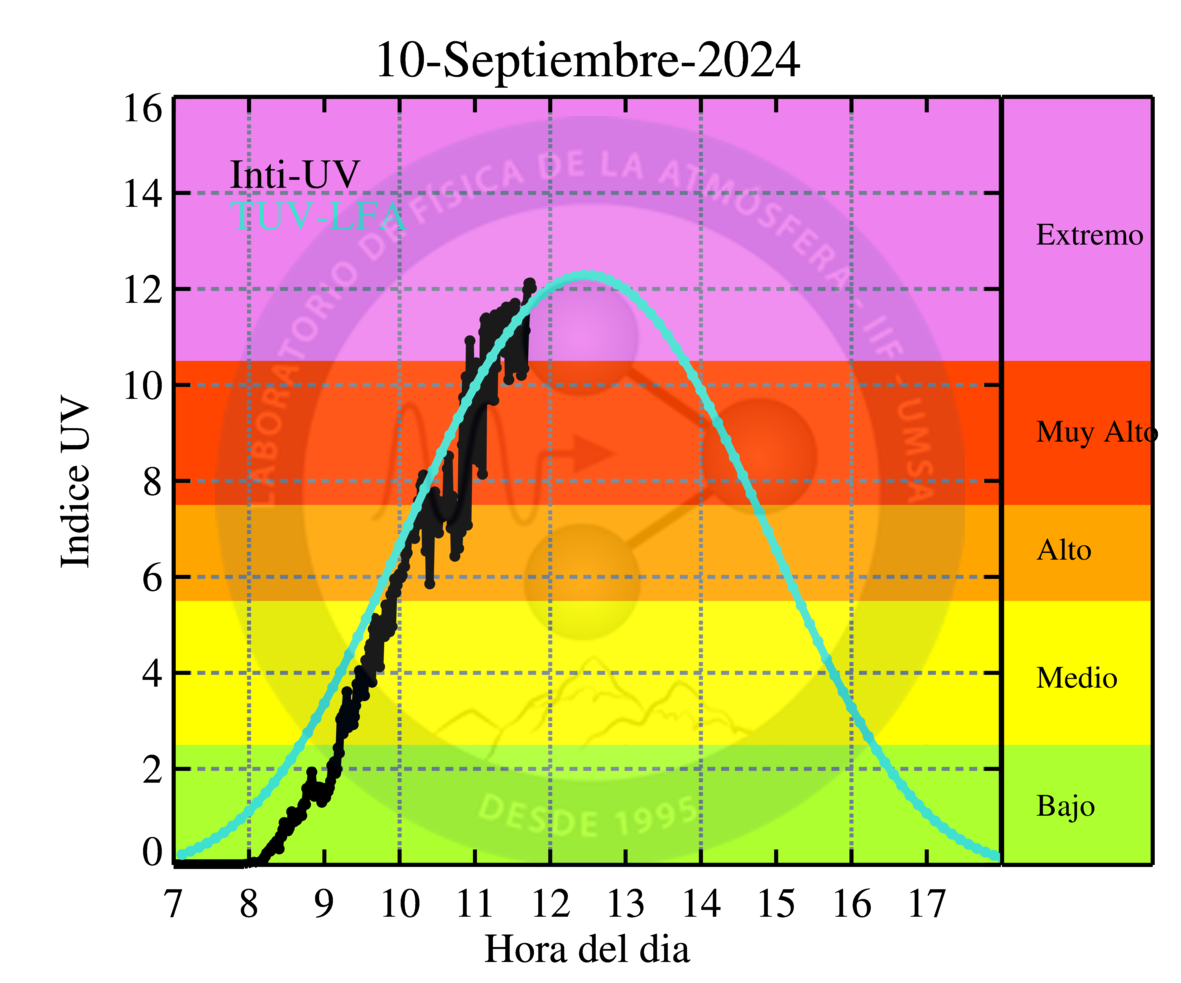 10-Septiembre-2024
16
14
12
10
8
6
4
2
0
Indice UV
Inti-UV
TUV-LFA
LABORATORIO DE FÍSICA DE LA ATMÓSFERA - IIF - UMSA
DESDE 1995
Extremo
Muy Alto
Alto
Medio
Bajo
7 8 9 10 11 12 13 14 15 16 17
Hora del dia